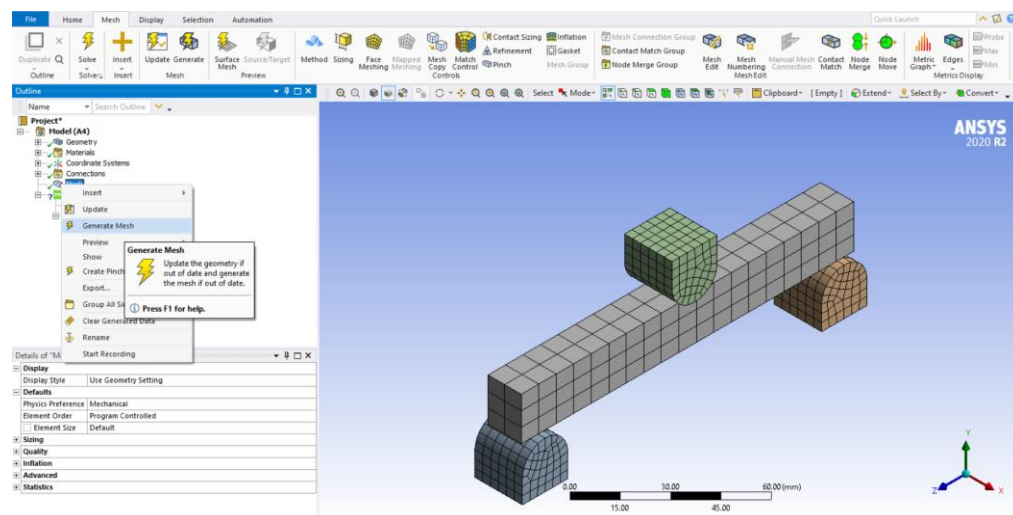 File Home Mesh Display Selection Automation Quick Launch
Duplicate Solve Insert Update Generate Surface Mesh Source/Target Method Sizing Face Meshing Mesh Copy Match Control Contact Sizing Refinement Pinch Inflation Gasket Mesh Group Mesh Connection Group Contact Match Group Node Merge Group Mesh Edit Mesh Numbering Manual Mesh Connection Contact Match Node Merge Node Move Metric Graph Edges Probe Max Min
Outline Solve Insert Mesh Preview Controls Mesh Edit Metrics Display
Outline Select Mode Clipboard [Empty] Extend Select By Convert
Name Search Outline
Project*
Model (A4)
Geometry
Materials
Coordinate Systems
Connections
Insert
Update
Generate Mesh
Preview
Show
Create Pinch
Export...
Group All
Clear Generated Data
Rename
Start Recording
Generate Mesh
Update the geometry if
out of date and generate
the mesh if out of date.
Press F1 for help.
Details of "M
Display
Display Style Use Geometry Setting
Defaults
Physics Preference Mechanical
Element Order Program Controlled
Element Size Default
Sizing
Quality
Inflation
Advanced
Statistics
ANSYS
2020 R2
0.00 30.00 60.00 (mm)
15.00 45.00
Y
Z X